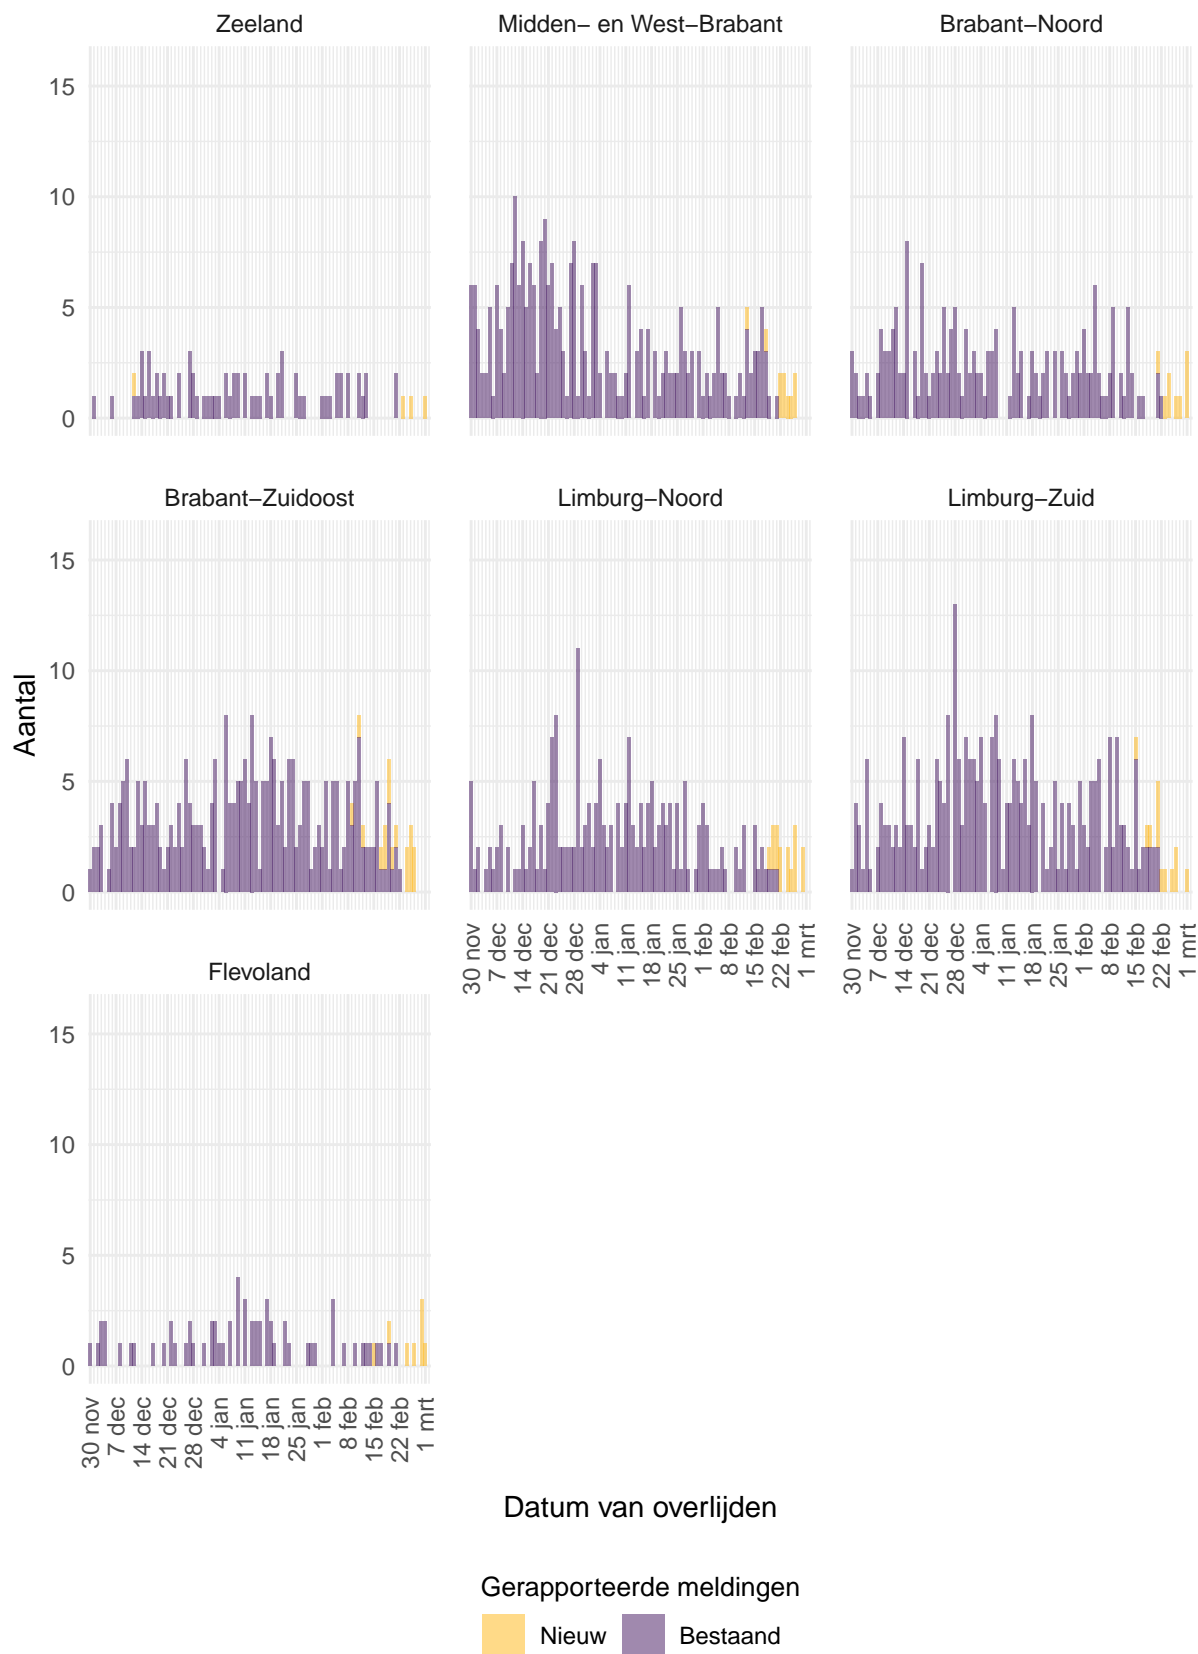 Zeeland
Midden– en West–Brabant
Brabant–Noord
15
10
5
0
Brabant–Zuidoost
Limburg–Noord
Limburg–Zuid
Aantal
15
10
5
0
30 nov
7 dec
14 dec
21 dec
28 dec
4 jan
11 jan
18 jan
25 jan
1 feb
8 feb
15 feb
22 feb
1 mrt
30 nov
7 dec
14 dec
21 dec
28 dec
4 jan
11 jan
18 jan
25 jan
1 feb
8 feb
15 feb
22 feb
1 mrt
Flevoland
15
10
5
0
30 nov
7 dec
14 dec
21 dec
28 dec
4 jan
11 jan
18 jan
25 jan
1 feb
8 feb
15 feb
22 feb
1 mrt
Datum van overlijden
Gerapporteerde meldingen
Nieuw
Bestaand